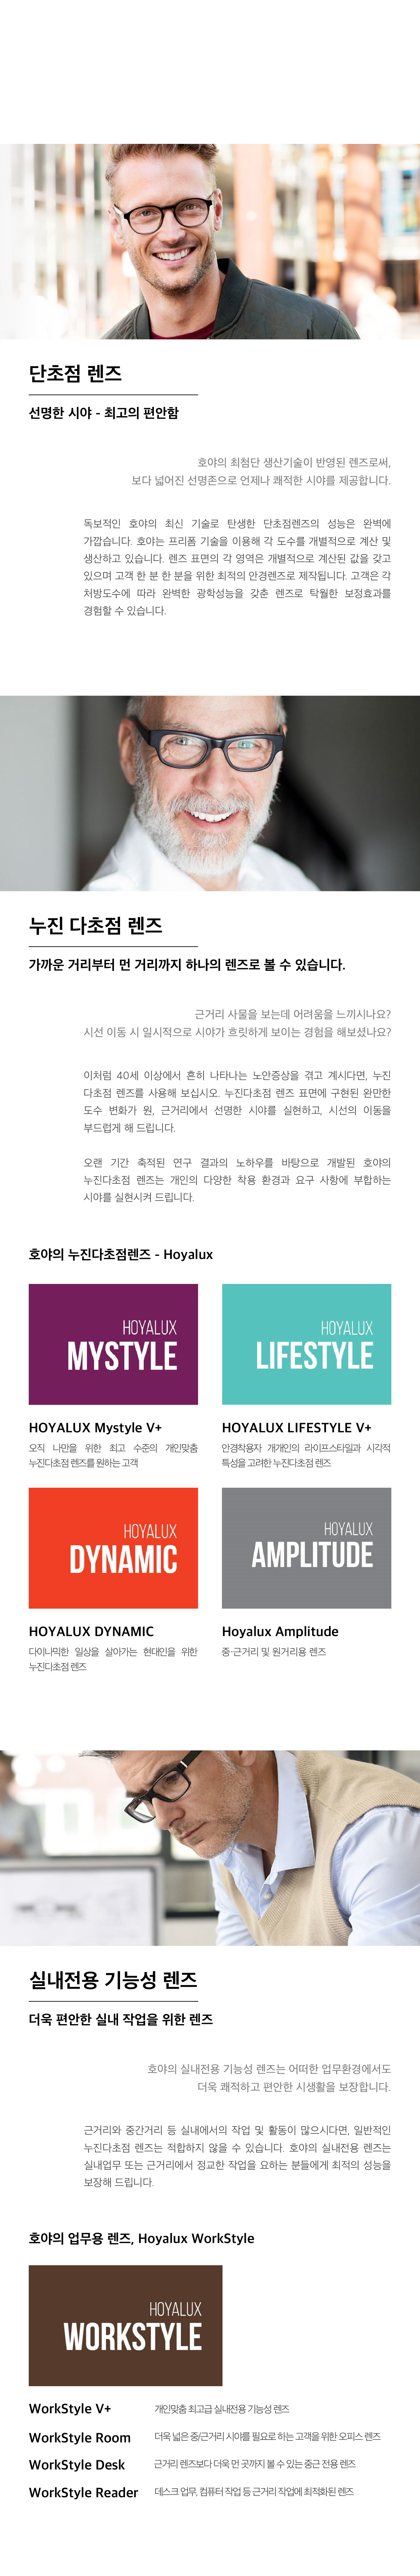 단초점 렌즈
선명한 시야 - 최고의 편안함
호야의 최첨단 생산기술이 반영된 렌즈로써,
보다 넓어진 선명존으로 언제나 쾌적한 시야를 제공합니다.
독보적인 호야의 최신 기술로 탄생한 단초점렌즈의 성능은 완벽에
가깝습니다. 호야는 프리폼 기술을 이용해 각 도수를 개별적으로 계산 및
생산하고 있습니다. 렌즈 표면의 각 영역은 개별적으로 계산된 값을 갖고
있으며 고객 한 분 한 분을 위한 최적의 안경렌즈로 제작됩니다. 고객은 각
처방도수에 따라 완벽한 광학성능을 갖춘 렌즈로 탁월한 보정효과를
경험할 수 있습니다.
누진 다초점 렌즈
가까운 거리부터 먼 거리까지 하나의 렌즈로 볼 수 있습니다.
근거리 사물을 보는데 어려움을 느끼시나요?
시선 이동 시 일시적으로 시야가 흐릿하게 보이는 경험을 해보셨나요?
이처럼 40세 이상에서 흔히 나타나는 노안증상을 겪고 계시다면, 누진
다초점 렌즈를 사용해 보십시오. 누진다초점 렌즈 표면에 구현된 완만한
도수 변화가 원, 근거리에서 선명한 시야를 실현하고, 시선의 이동을
부드럽게 해 드립니다.
오랜 기간 축적된 연구 결과의 노하우를 바탕으로 개발된 호야의
누진다초점 렌즈는 개인의 다양한 착용 환경과 요구 사항에 부합하는
시야를 실현시켜 드립니다.
호야의 누진다초점렌즈 - Hoyalux
HOYALUX
MYSTYLE
HOYALUX
LIFESTYLE
HOYALUX Mystyle V+
오직 나만을 위한 최고 수준의 개인맞춤
누진다초점 렌즈를 원하는 고객
HOYALUX LIFESTYLE V+
안경착용자 개개인의 라이프스타일과 시각적
특성을 고려한 누진다초점 렌즈
HOYALUX
DYNAMIC
HOYALUX
AMPLITUDE
HOYALUX DYNAMIC
다이나믹한 일상을 살아가는 현대인을 위한
누진다초점 렌즈
Hoyalux Amplitude
중·근거리 및 원거리용 렌즈
실내전용 기능성 렌즈
더욱 편안한 실내 작업을 위한 렌즈
호야의 실내전용 기능성 렌즈는 어떠한 업무환경에서도
더욱 쾌적하고 편안한 시생활을 보장합니다.
근거리와 중간거리 등 실내에서의 작업 및 활동이 많으시다면, 일반적인
누진다초점 렌즈는 적합하지 않을 수 있습니다. 호야의 실내전용 렌즈는
실내업무 또는 근거리에서 정교한 작업을 요하는 분들에게 최적의 성능을
보장해 드립니다.
호야의 업무용 렌즈, Hoyalux WorkStyle
HOYALUX
WORKSTYLE
WorkStyle V+ 개인맞춤 최고급 실내전용 기능성 렌즈
WorkStyle Room 더욱 넓은 중/근거리 시야를 필요로 하는 고객을 위한 오피스 렌즈
WorkStyle Desk 근거리 렌즈보다 더욱 먼 곳까지 볼 수 있는 중근 전용 렌즈
WorkStyle Reader 데스크 업무, 컴퓨터 작업 등 근거리 작업에 최적화된 렌즈